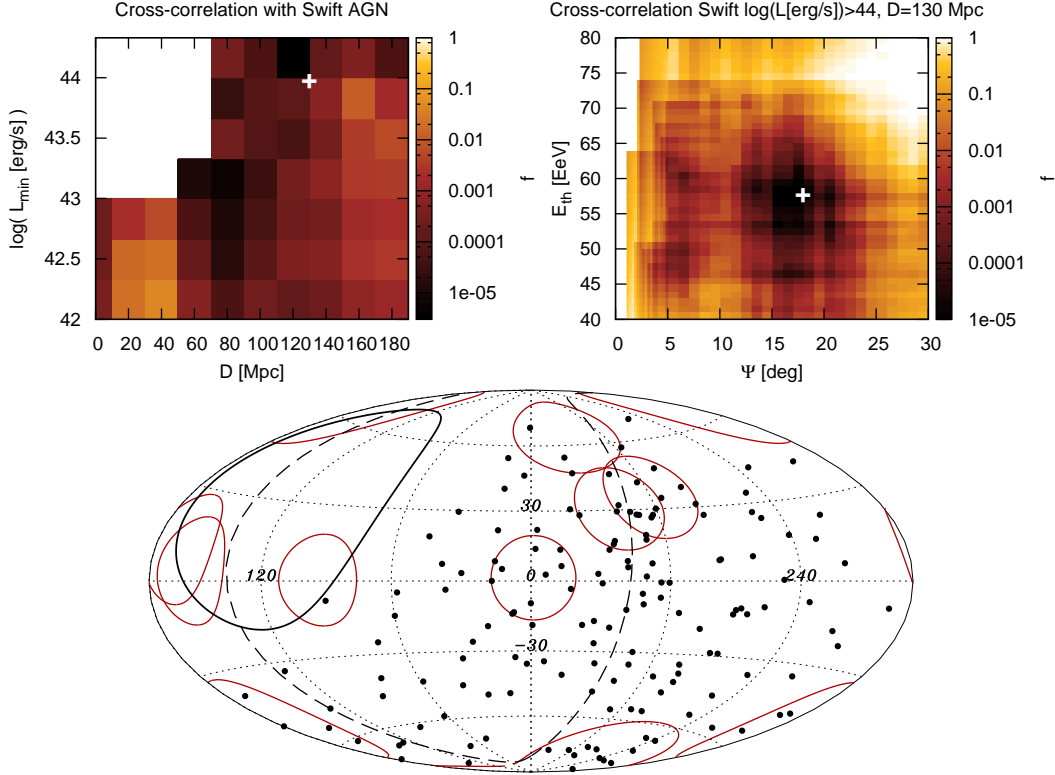 Cross-correlation with Swift AGN
log( L_min [erg/s] )
44
43.5
43
42.5
42
0 20 40 60 80 100 120 140 160 180
D [Mpc]
1
0.1
0.01
0.001
0.0001
1e-05
f
Cross-correlation Swift log(L[erg/s])>44, D=130 Mpc
E_th [EeV]
80
75
70
65
60
55
50
45
40
0 5 10 15 20 25 30
Ψ [deg]
1
0.1
0.01
0.001
0.0001
1e-05
f
30
120 0 240
-30